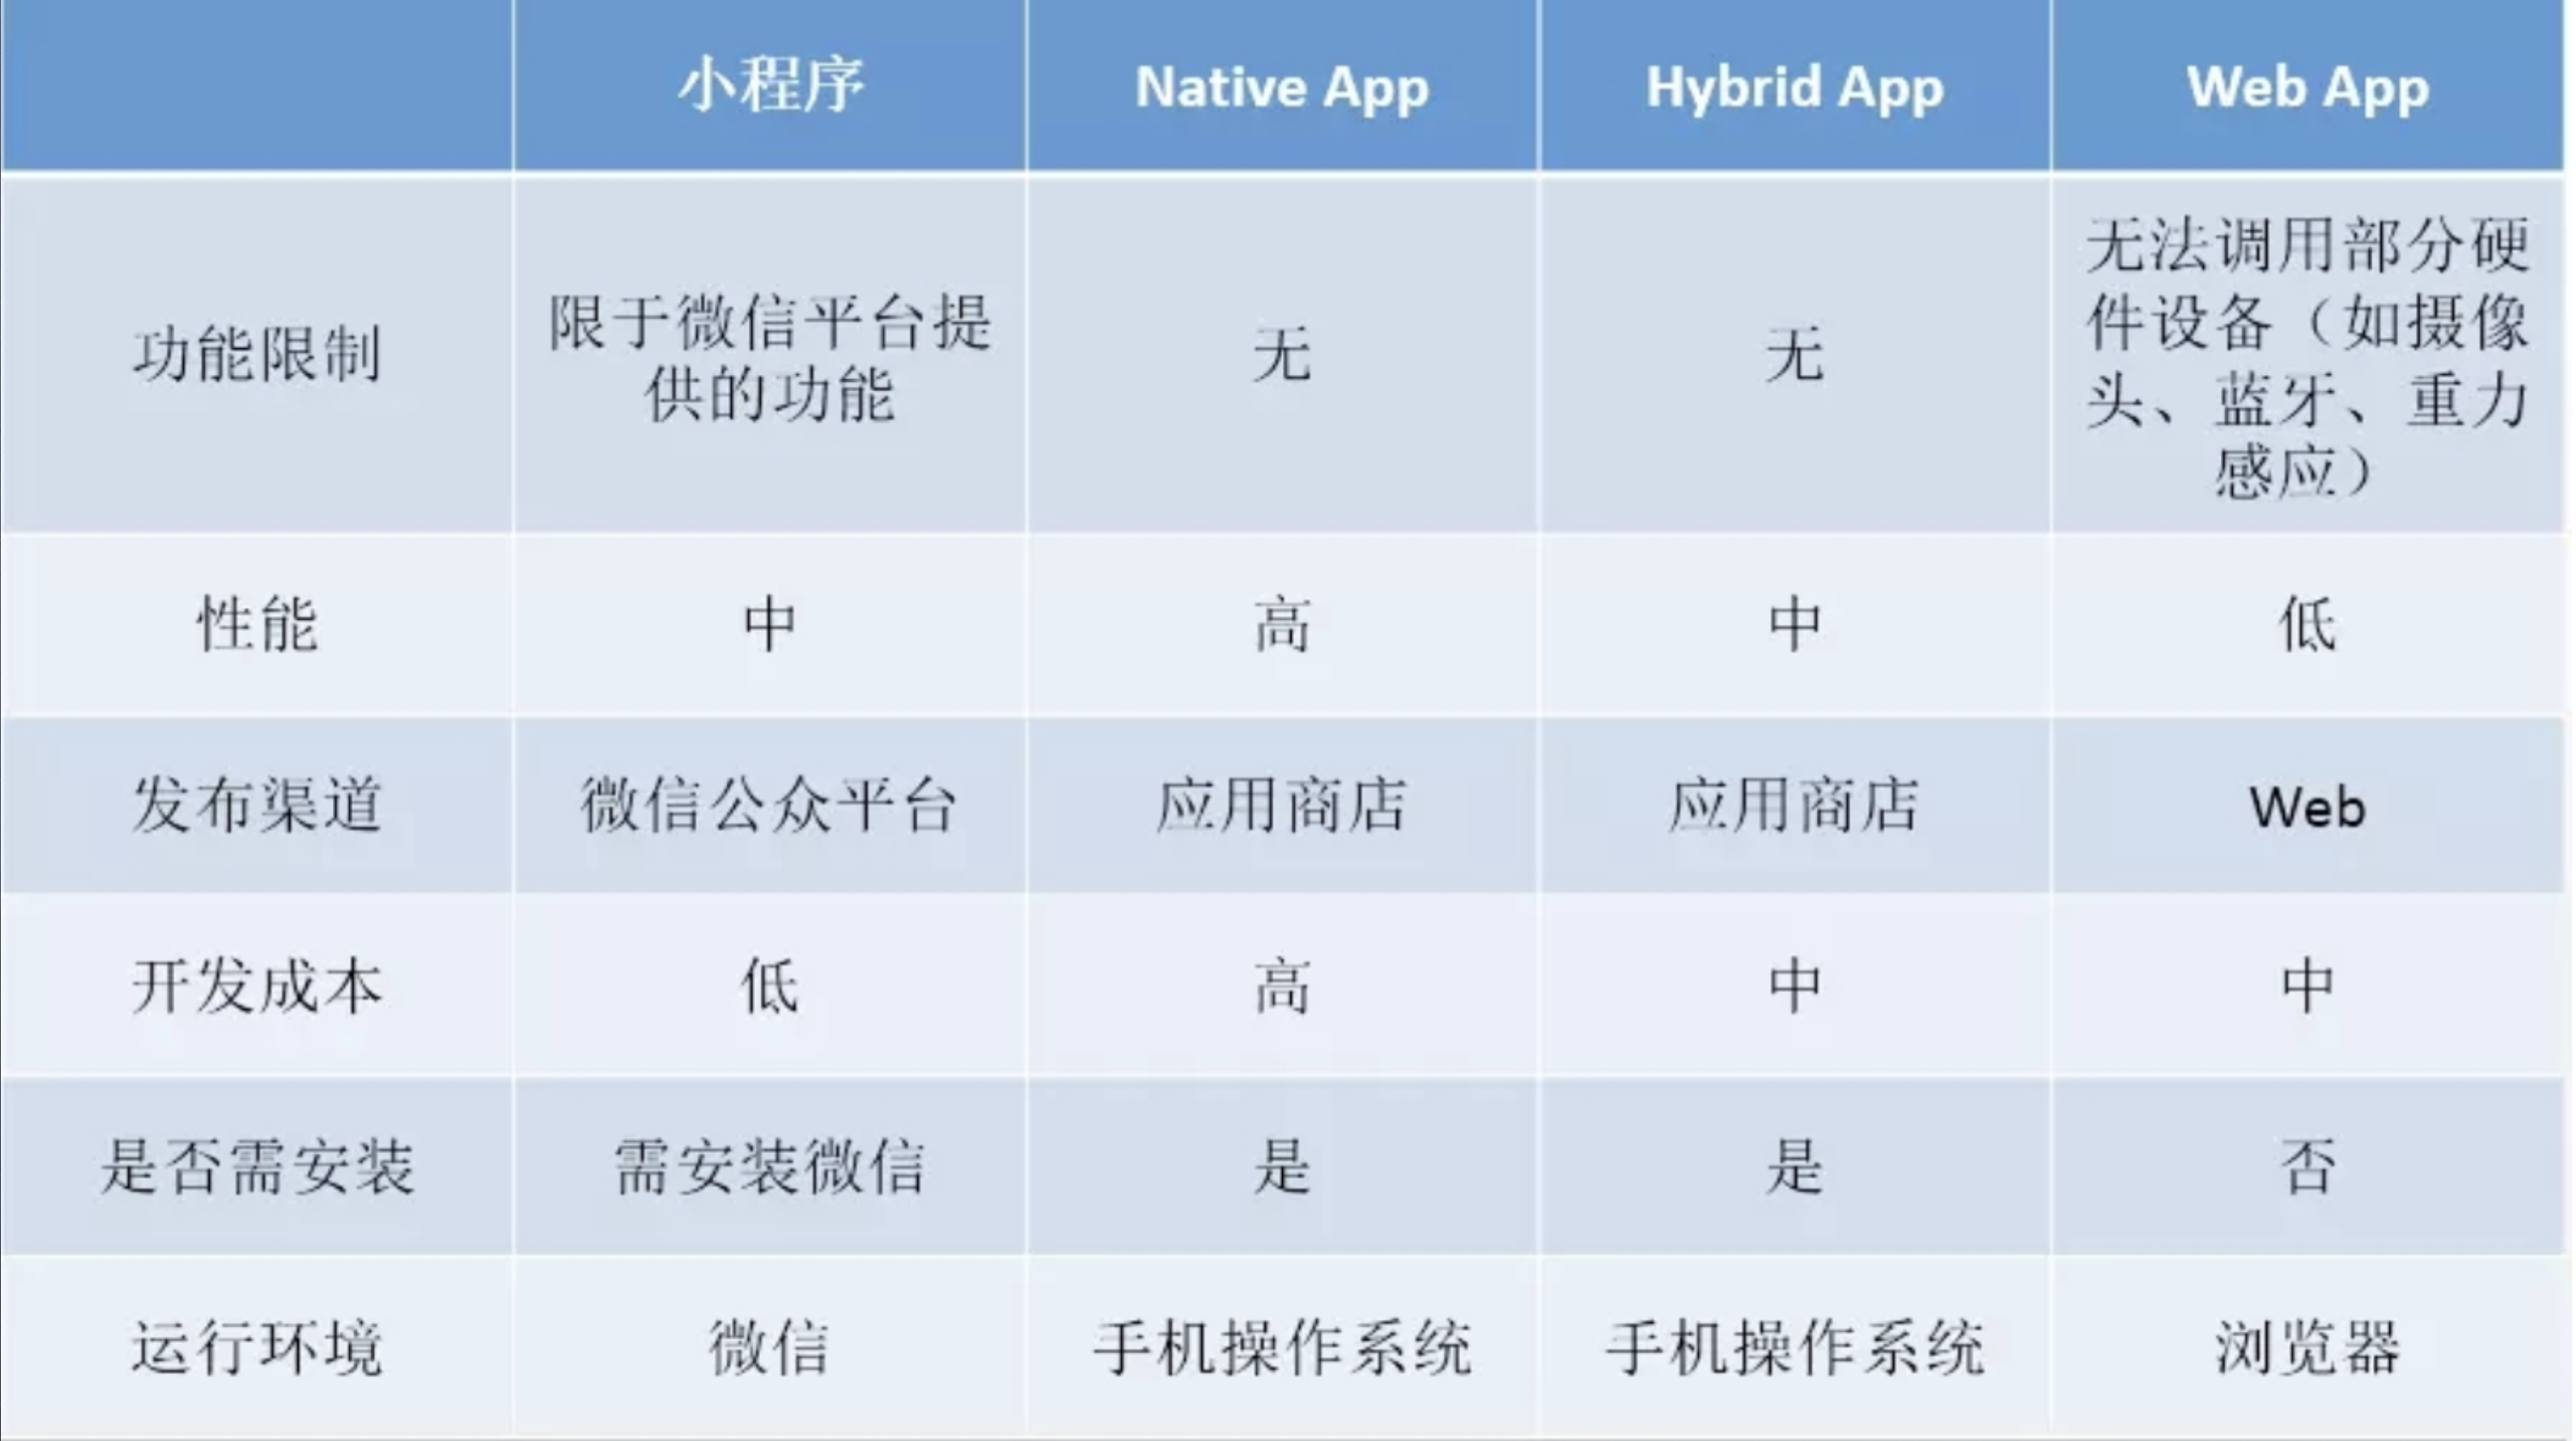 小程序 Native App Hybrid App Web App
功能限制 限于微信平台提供的功能 无 无 无法调用部分硬件设备（如摄像头、蓝牙、重力感应）
性能 中 高 中 低
发布渠道 微信公众平台 应用商店 应用商店 Web
开发成本 低 高 中 中
是否需安装 需安装微信 是 是 否
运行环境 微信 手机操作系统 手机操作系统 浏览器